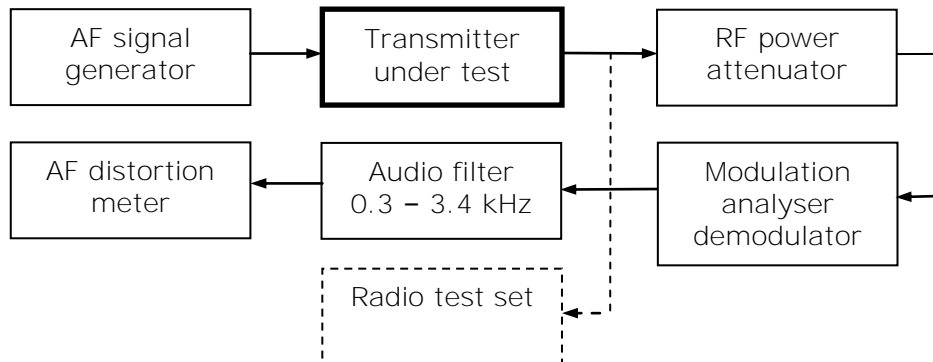 AF signal
generator
Transmitter
under test
RF power
attenuator
AF distortion
meter
Audio filter
0.3 – 3.4 kHz
Modulation
analyser
demodulator
Radio test set